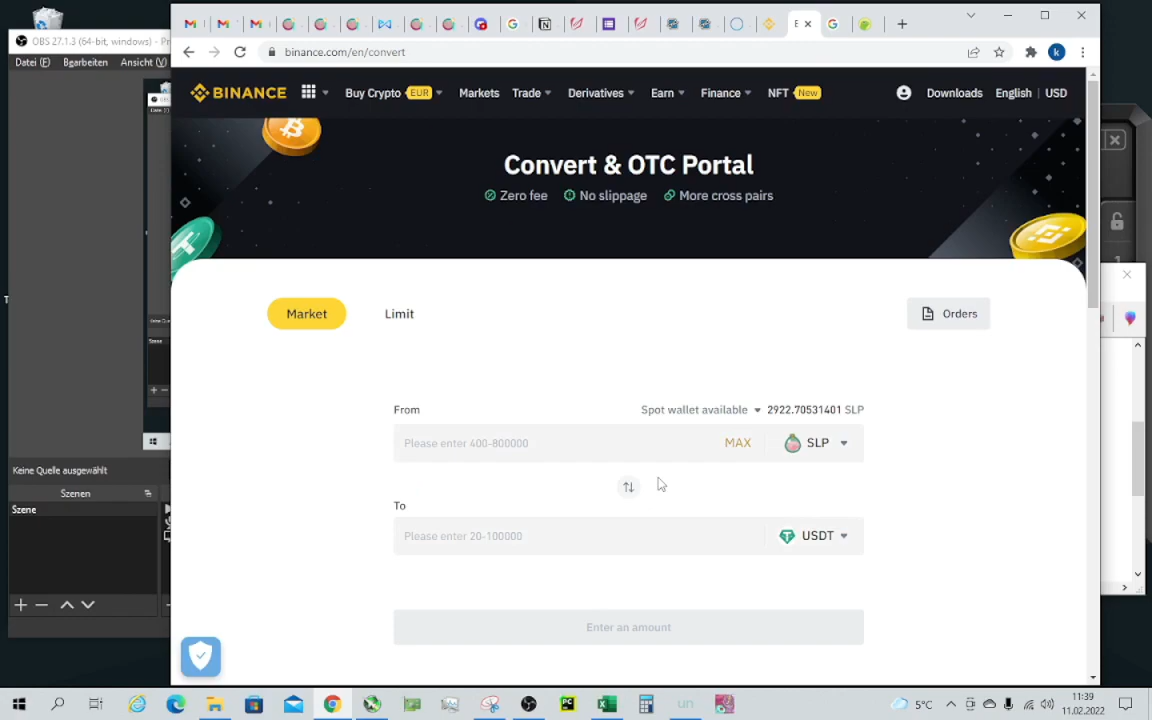 OBS 27.1.3 (64-bit, windows) - Pr
Datei (F) Bearbeiten Ansicht (V)
binance.com/en/convert
k
BINANCE
Buy Crypto EUR
Markets
Trade
Derivatives
Earn
Finance
NFT New
Downloads
English | USD
Convert & OTC Portal
Zero fee
No slippage
More cross pairs
Market
Limit
Orders
From
Spot wallet available 2922.70531401 SLP
Please enter 400-800000
MAX
SLP
To
Please enter 20-100000
USDT
Enter an amount
Keine Quelle ausgewählt
Szenen
Szene
5°C
11:39
11.02.2022